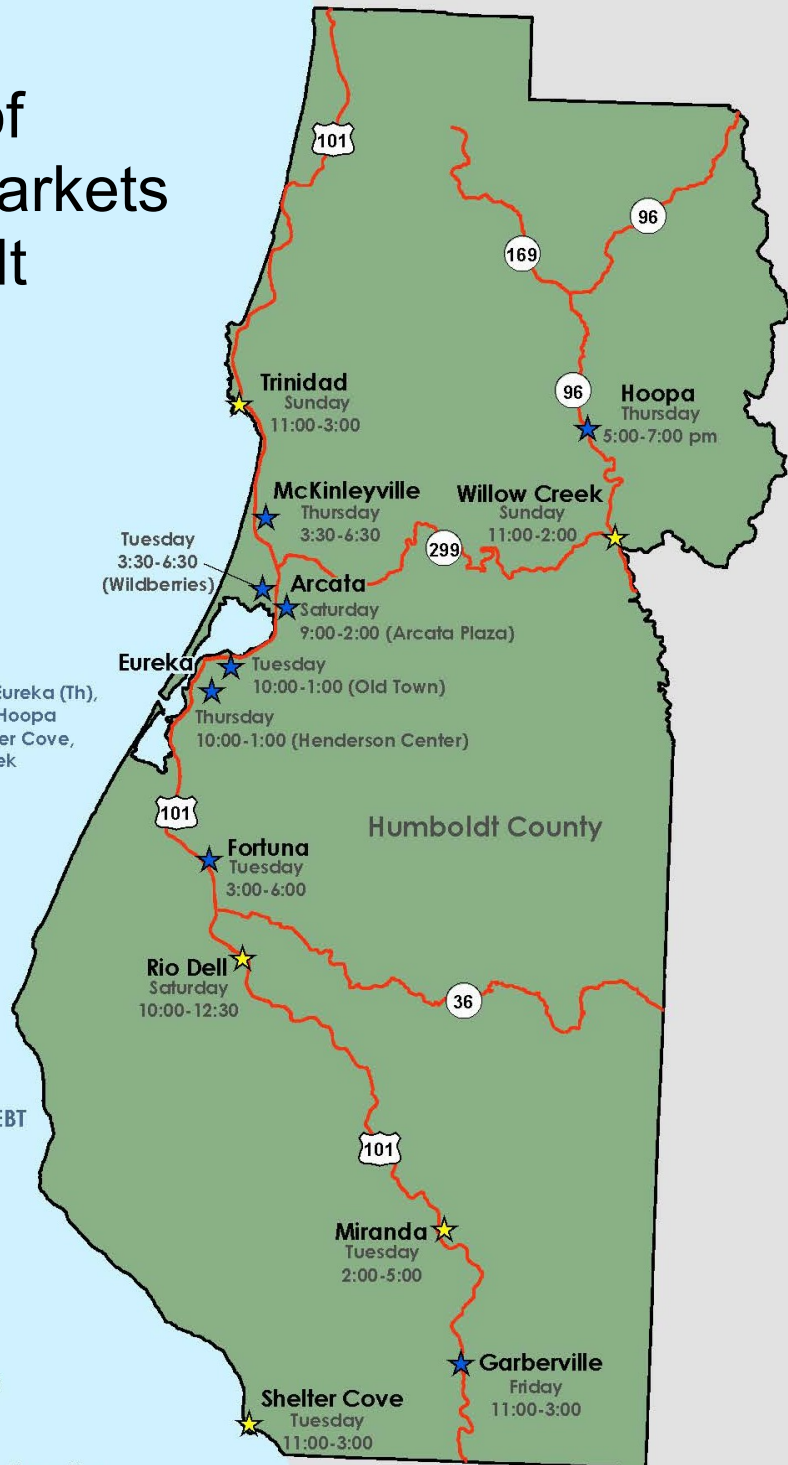 of
arkets
lt
101
96
169
Trinidad
Sunday
11:00-3:00
96
Hoopa
Thursday
5:00-7:00 pm
McKinleyville
Thursday
3:30-6:30
Willow Creek
Sunday
11:00-2:00
299
Tuesday
3:30-6:30
(Wildberries)
Arcata
Saturday
9:00-2:00 (Arcata Plaza)
Eureka
Tuesday
10:00-1:00 (Old Town)
Thursday
10:00-1:00 (Henderson Center)
Eureka (Th),
Hoopa
er Cove,
ek
101
Humboldt County
Fortuna
Tuesday
3:00-6:00
Rio Dell
Saturday
10:00-12:30
36
EBT
101
Miranda
Tuesday
2:00-5:00
Garberville
Friday
11:00-3:00
Shelter Cove
Tuesday
11:00-3:00